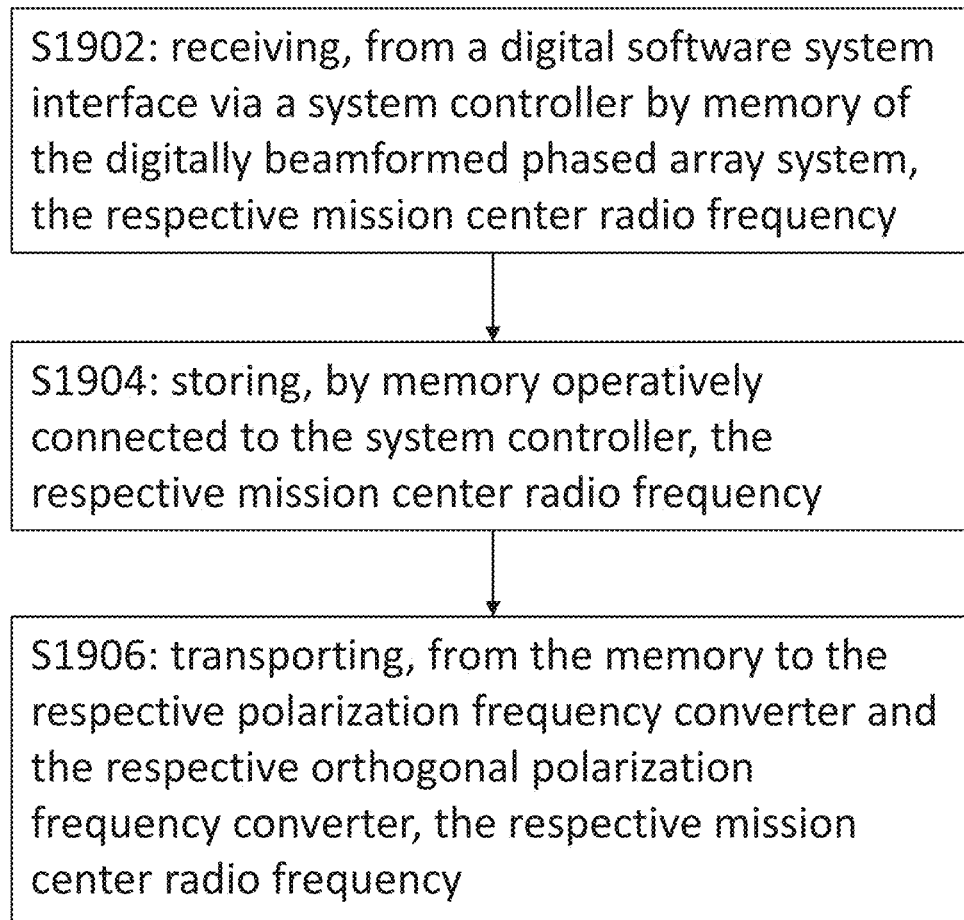 S1902: receiving, from a digital software system
interface via a system controller by memory of
the digitally beamformed phased array system,
the respective mission center radio frequency
S1904: storing, by memory operatively
connected to the system controller, the
respective mission center radio frequency
S1906: transporting, from the memory to the
respective polarization frequency converter and
the respective orthogonal polarization
frequency converter, the respective mission
center radio frequency